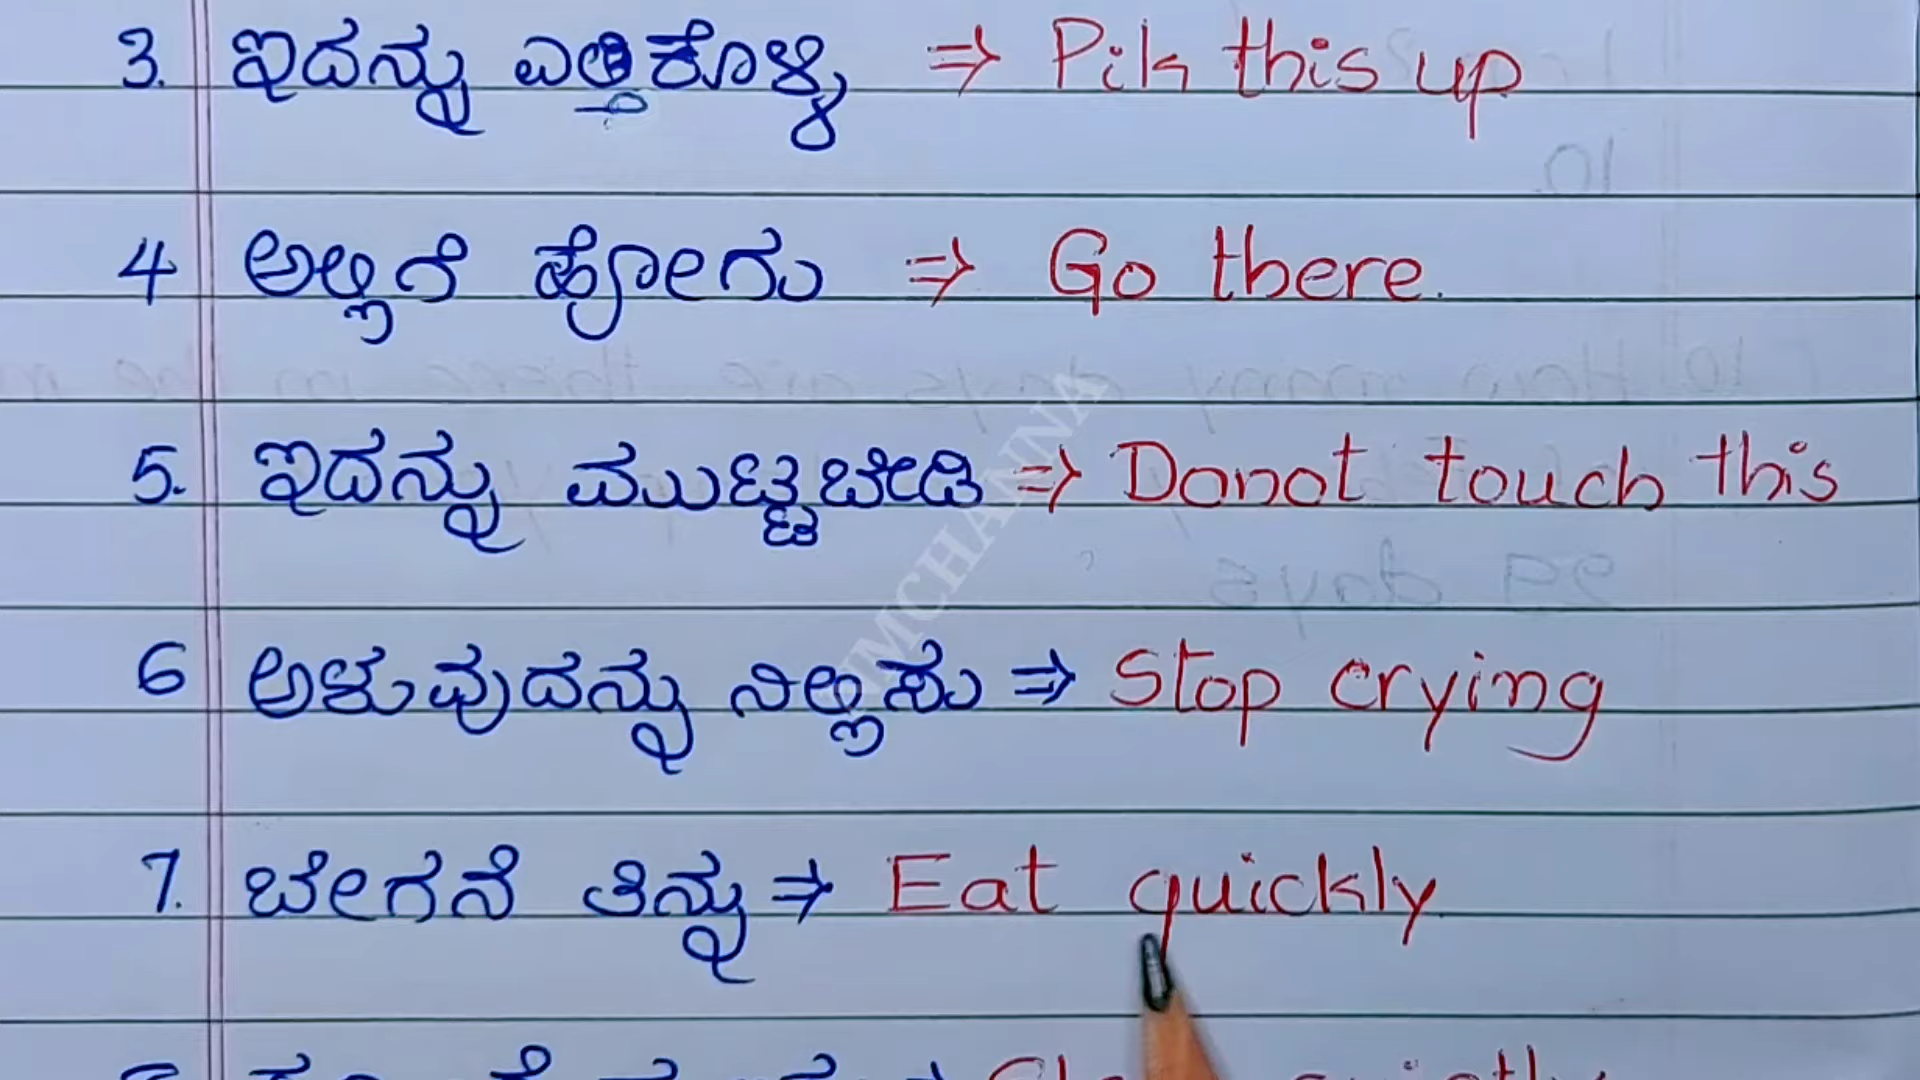 3. ಇದನ್ನು ಎತ್ತಿಕೊಳ್ಳಿ ⇒ Pik this up
4 ಅಲ್ಲಿಗೆ ಹೋಗು ⇒ Go there.
5. ಇದನ್ನು ಮುಟ್ಟಬೇಡಿ ⇒ Donot touch this
6 ಅಳುವುದನ್ನು ನಿಲ್ಲಿಸು ⇒ Stop crying
7. ಬೇಗನೆ ತಿನ್ನು ⇒ Eat quickly